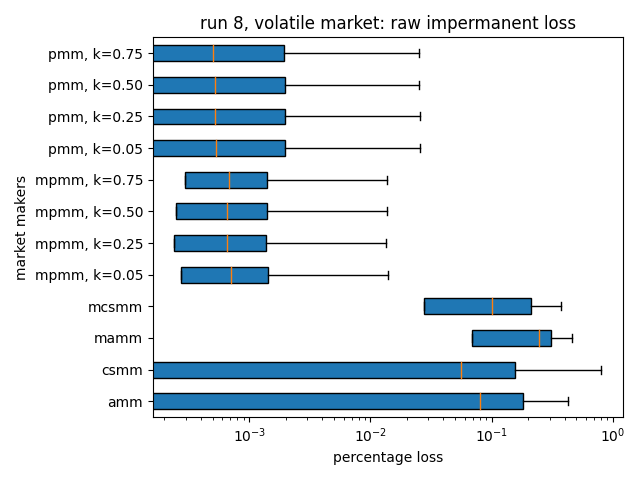 run 8, volatile market: raw impermanent loss
pmm, k=0.75
pmm, k=0.50
pmm, k=0.25
pmm, k=0.05
mpmm, k=0.75
mpmm, k=0.50
mpmm, k=0.25
mpmm, k=0.05
mcsmm
mamm
csmm
amm
market makers
10⁻³ 10⁻² 10⁻¹ 10⁰
percentage loss